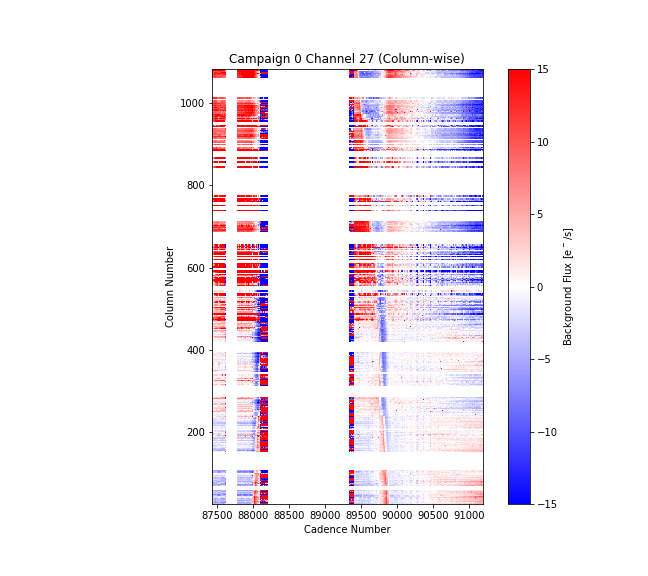 Campaign 0 Channel 27 (Column-wise)
Column Number
1000
800
600
400
200
87500 88000 88500 89000 89500 90000 90500 91000
Cadence Number
15
10
5
0
−5
−10
−15
Background Flux [e⁻/s]